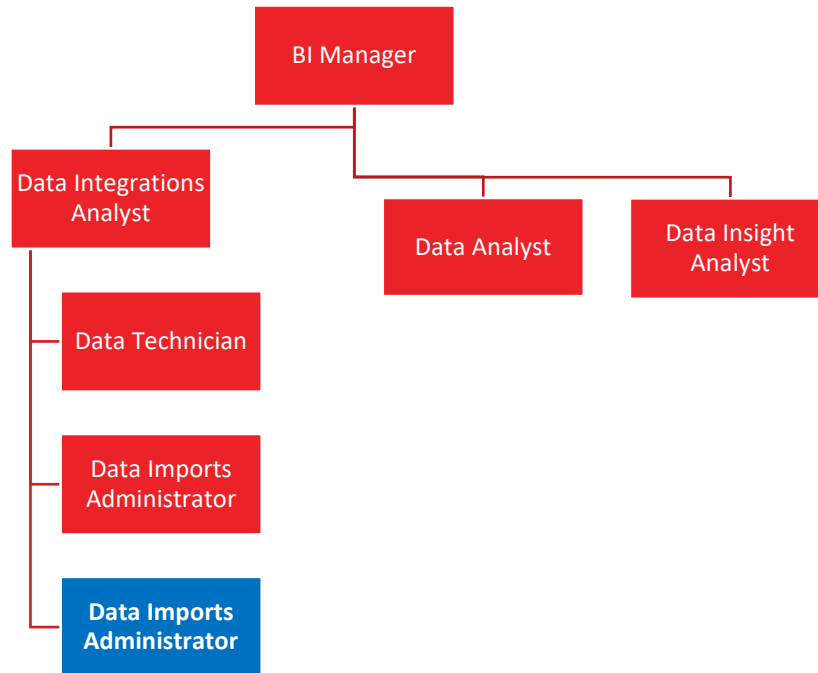 BI Manager
Data Integrations
Analyst
Data Analyst
Data Insight
Analyst
Data Technician
Data Imports
Administrator
Data Imports
Administrator